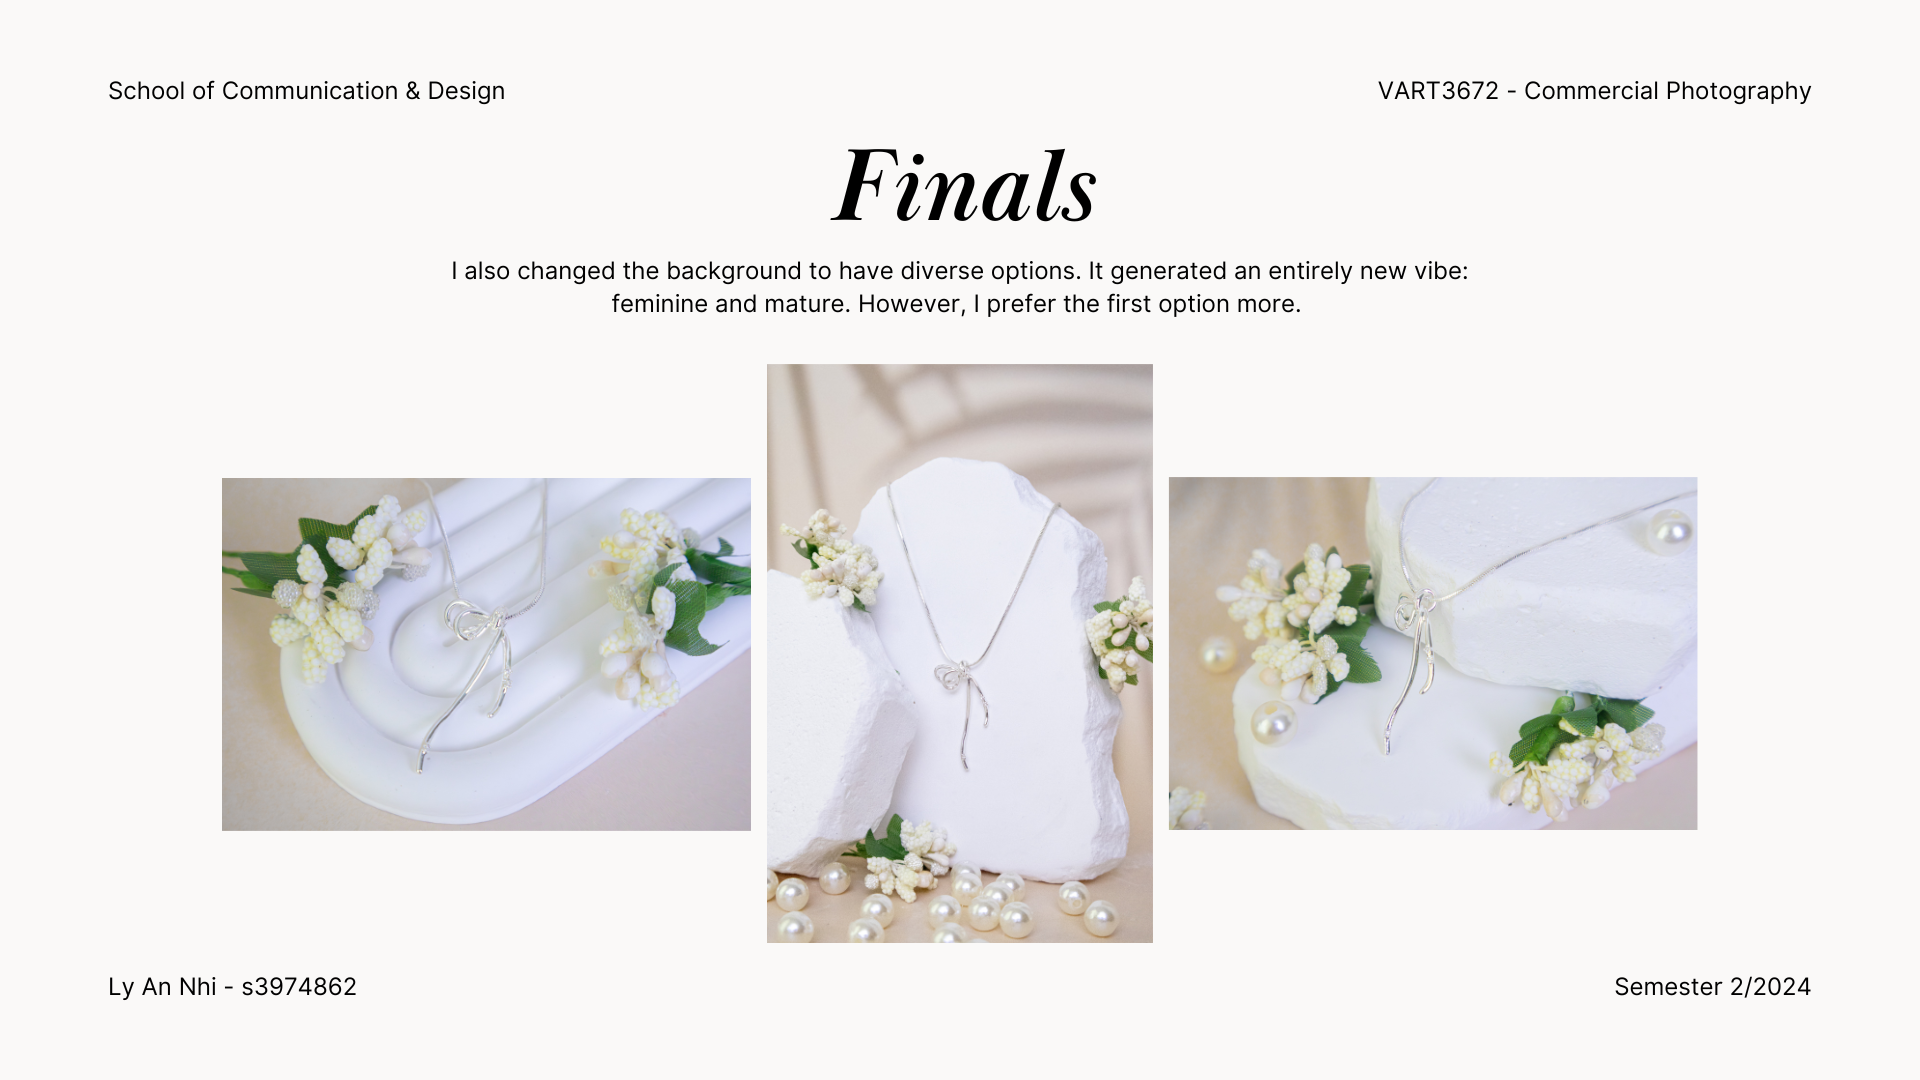 School of Communication & Design
VART3672 - Commercial Photography
Finals
I also changed the background to have diverse options. It generated an entirely new vibe:
feminine and mature. However, I prefer the first option more.
Ly An Nhi - s3974862
Semester 2/2024